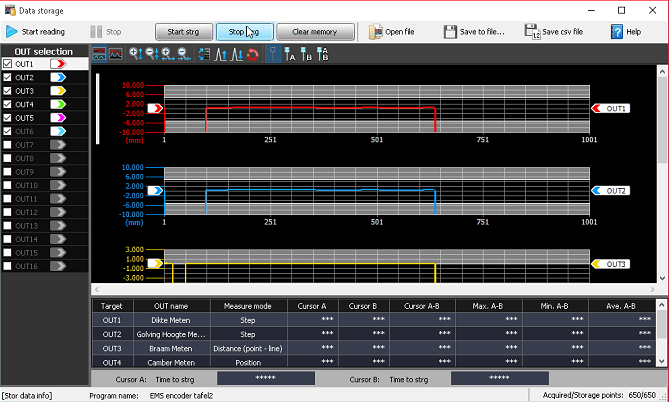 Data storage
Start reading Stop Start strg Stop strg Clear memory Open file Save to file... Save csv file Help
OUT selection
OUT1
OUT2
OUT3
OUT4
OUT5
OUT6
OUT7
OUT8
OUT9
OUT10
OUT11
OUT12
OUT13
OUT14
OUT15
OUT16
A B A B
10.000
6.000
2.000
-2.000
-6.000
-10.000
(mm)
1 251 501 751 1001
OUT1
10.000
6.000
2.000
-2.000
-6.000
-10.000
(mm)
1 251 501 751 1001
OUT2
3.000
1.000
-1.000
-3.000
OUT3
Target OUT name Measure mode Cursor A Cursor B Cursor A-B Max. A-B Min. A-B Ave. A-B
OUT1 Dikte Meten Step *** *** *** *** *** ***
OUT2 Golving Hoogte Me... Step *** *** *** *** *** ***
OUT3 Braam Meten Distance (point - line) *** *** *** *** *** ***
OUT4 Camber Meten Position *** *** *** *** *** ***
Cursor A: Time to strg ***** Cursor B: Time to strg *****
[Stor data info] Program name: EMS encoder tafel2 Acquired/Storage points: 650/650